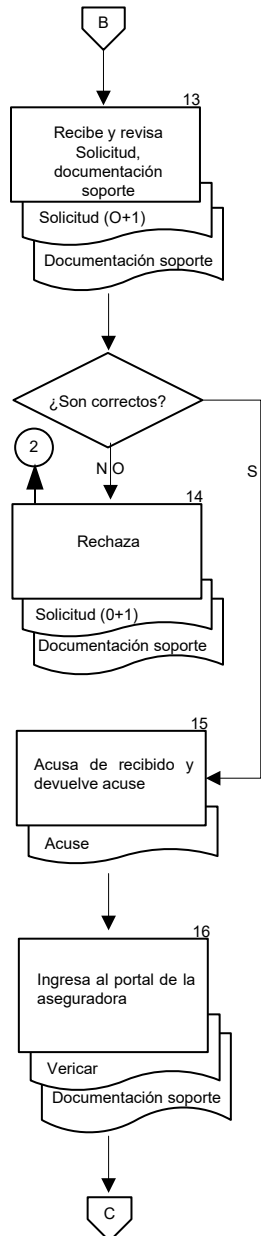 B
13
Recibe y revisa
Solicitud,
documentación
soporte
Solicitud (O+1)
Documentación soporte
¿Son correctos?
2
N O
S
14
Rechaza
Solicitud (0+1)
Documentación soporte
15
Acusa de recibido y
devuelve acuse
Acuse
16
Ingresa al portal de la
aseguradora
Vericar
Documentación soporte
C